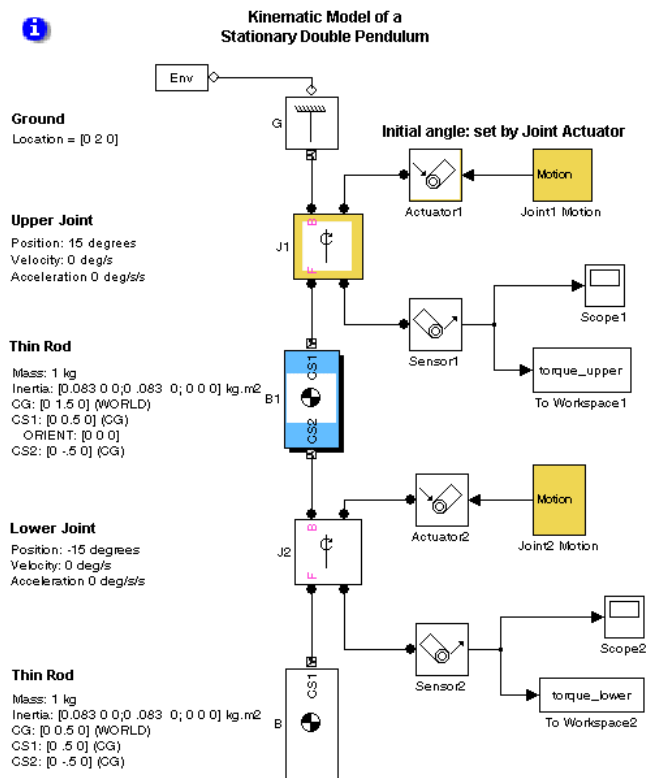 i
Kinematic Model of a
Stationary Double Pendulum
Env
Ground
Location = [0 2 0]
G
Initial angle: set by Joint Actuator
Motion
Actuator1
Joint1 Motion
Upper Joint
Position: 15 degrees
Velocity: 0 deg/s
Acceleration 0 deg/s/s
B
J1
F
Scope1
Sensor1
torque_upper
To Workspace1
Thin Rod
Mass: 1 kg
Inertia: [0.083 0 0;0 .083 0; 0 0 0] kg.m2
CG: [0 1.5 0] (WORLD)
CS1: [0 0.5 0] (CG)
ORIENT: [0 0 0]
CS2: [0 -.5 0] (CG)
CS1
B1
CS2
Motion
Actuator2
Joint2 Motion
Lower Joint
Position: -15 degrees
Velocity: 0 deg/s
Acceleration 0 deg/s/s
B
J2
F
Scope2
Sensor2
torque_lower
To Workspace2
Thin Rod
Mass: 1 kg
Inertia: [0.083 0 0;0 .083 0; 0 0 0] kg.m2
CG: [0 0.5 0] (WORLD)
CS1: [0 .5 0] (CG)
CS2: [0 -.5 0] (CG)
CS1
B